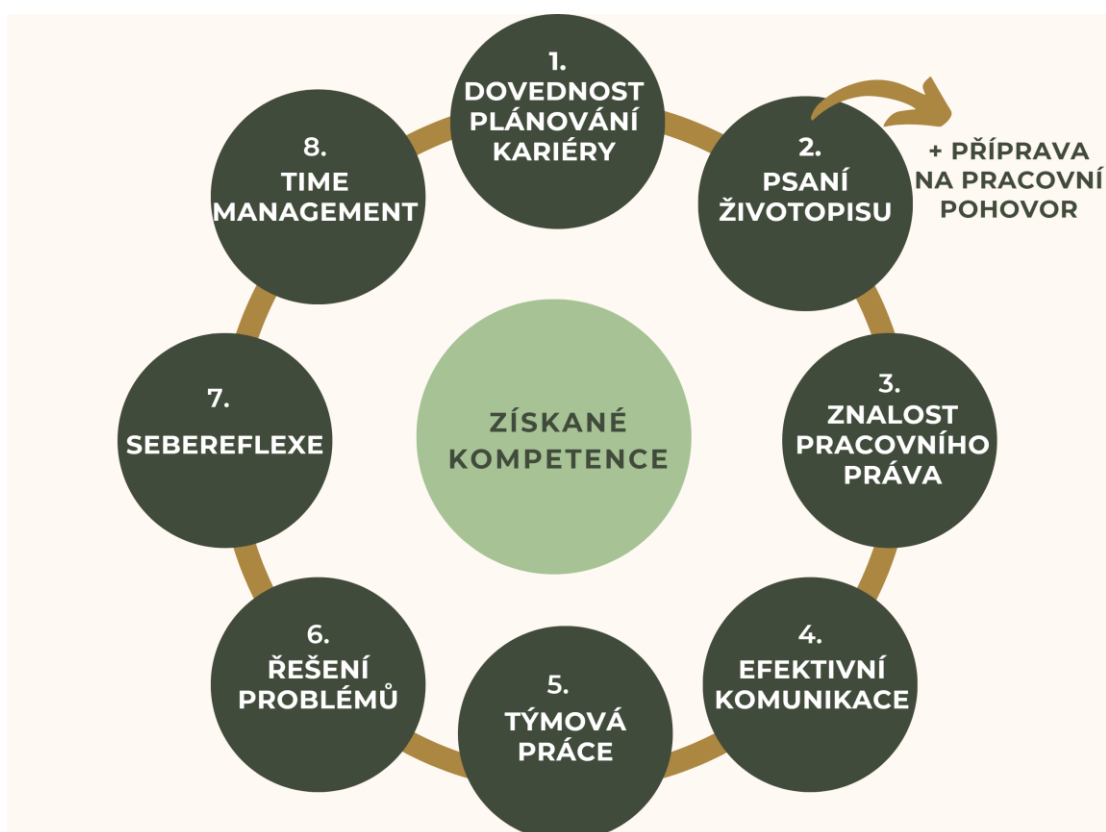 1.
DOVEDNOST
PLÁNOVÁNÍ
KARIÉRY
2.
PSANÍ
ŽIVOTOPISU
+ PŘÍPRAVA
NA PRACOVNÍ
POHOVOR
3.
ZNALOST
PRACOVNÍHO
PRÁVA
4.
EFEKTIVNÍ
KOMUNIKACE
5.
TÝMOVÁ
PRÁCE
6.
ŘEŠENÍ
PROBLÉMŮ
7.
SEBEREFLEXE
8.
TIME
MANAGEMENT
ZÍSKANÉ
KOMPETENCE